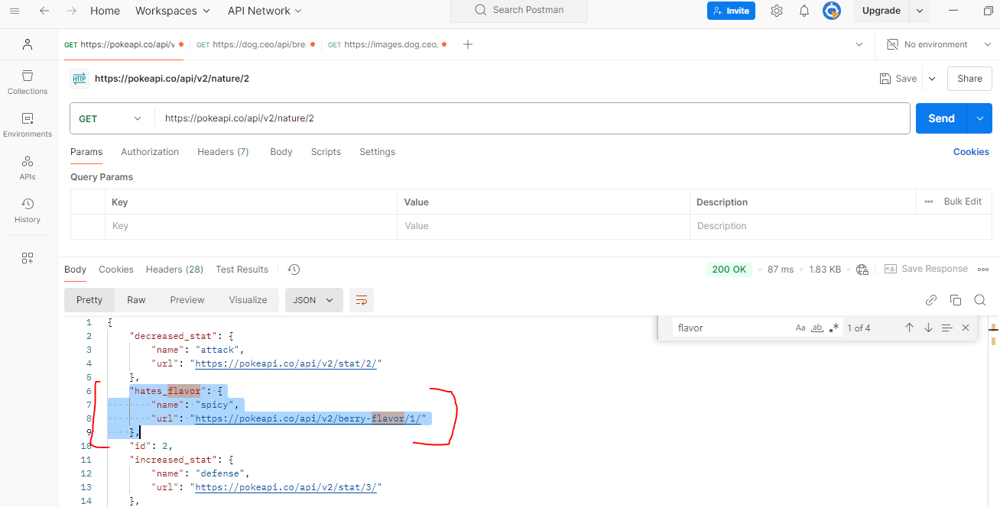 Home Workspaces API Network Search Postman Invite Upgrade
GET https://pokeapi.co/api/v GET https://dog.ceo/api/bre GET https://images.dog.ceo, No environment
HTTP https://pokeapi.co/api/v2/nature/2 Save Share
Collections
GET https://pokeapi.co/api/v2/nature/2 Send
Environments
Params Authorization Headers (7) Body Scripts Settings Cookies
APIs
Query Params
Key Value Description Bulk Edit
History
Key Value Description
Body Cookies Headers (28) Test Results 200 OK 87 ms 1.83 KB e.g. Save Response
Pretty Raw Preview Visualize JSON
flavor Aa ab .* 1 of 4
1 {
2 "decreased_stat": {
3 "name": "attack",
4 "url": "https://pokeapi.co/api/v2/stat/2/"
5 },
6 "hates_flavor": {
7 "name": "spicy",
8 "url": "https://pokeapi.co/api/v2/berry-flavor/1/"
9 },
10 "id": 2,
11 "increased_stat": {
12 "name": "defense",
13 "url": "https://pokeapi.co/api/v2/stat/3/"
14 },